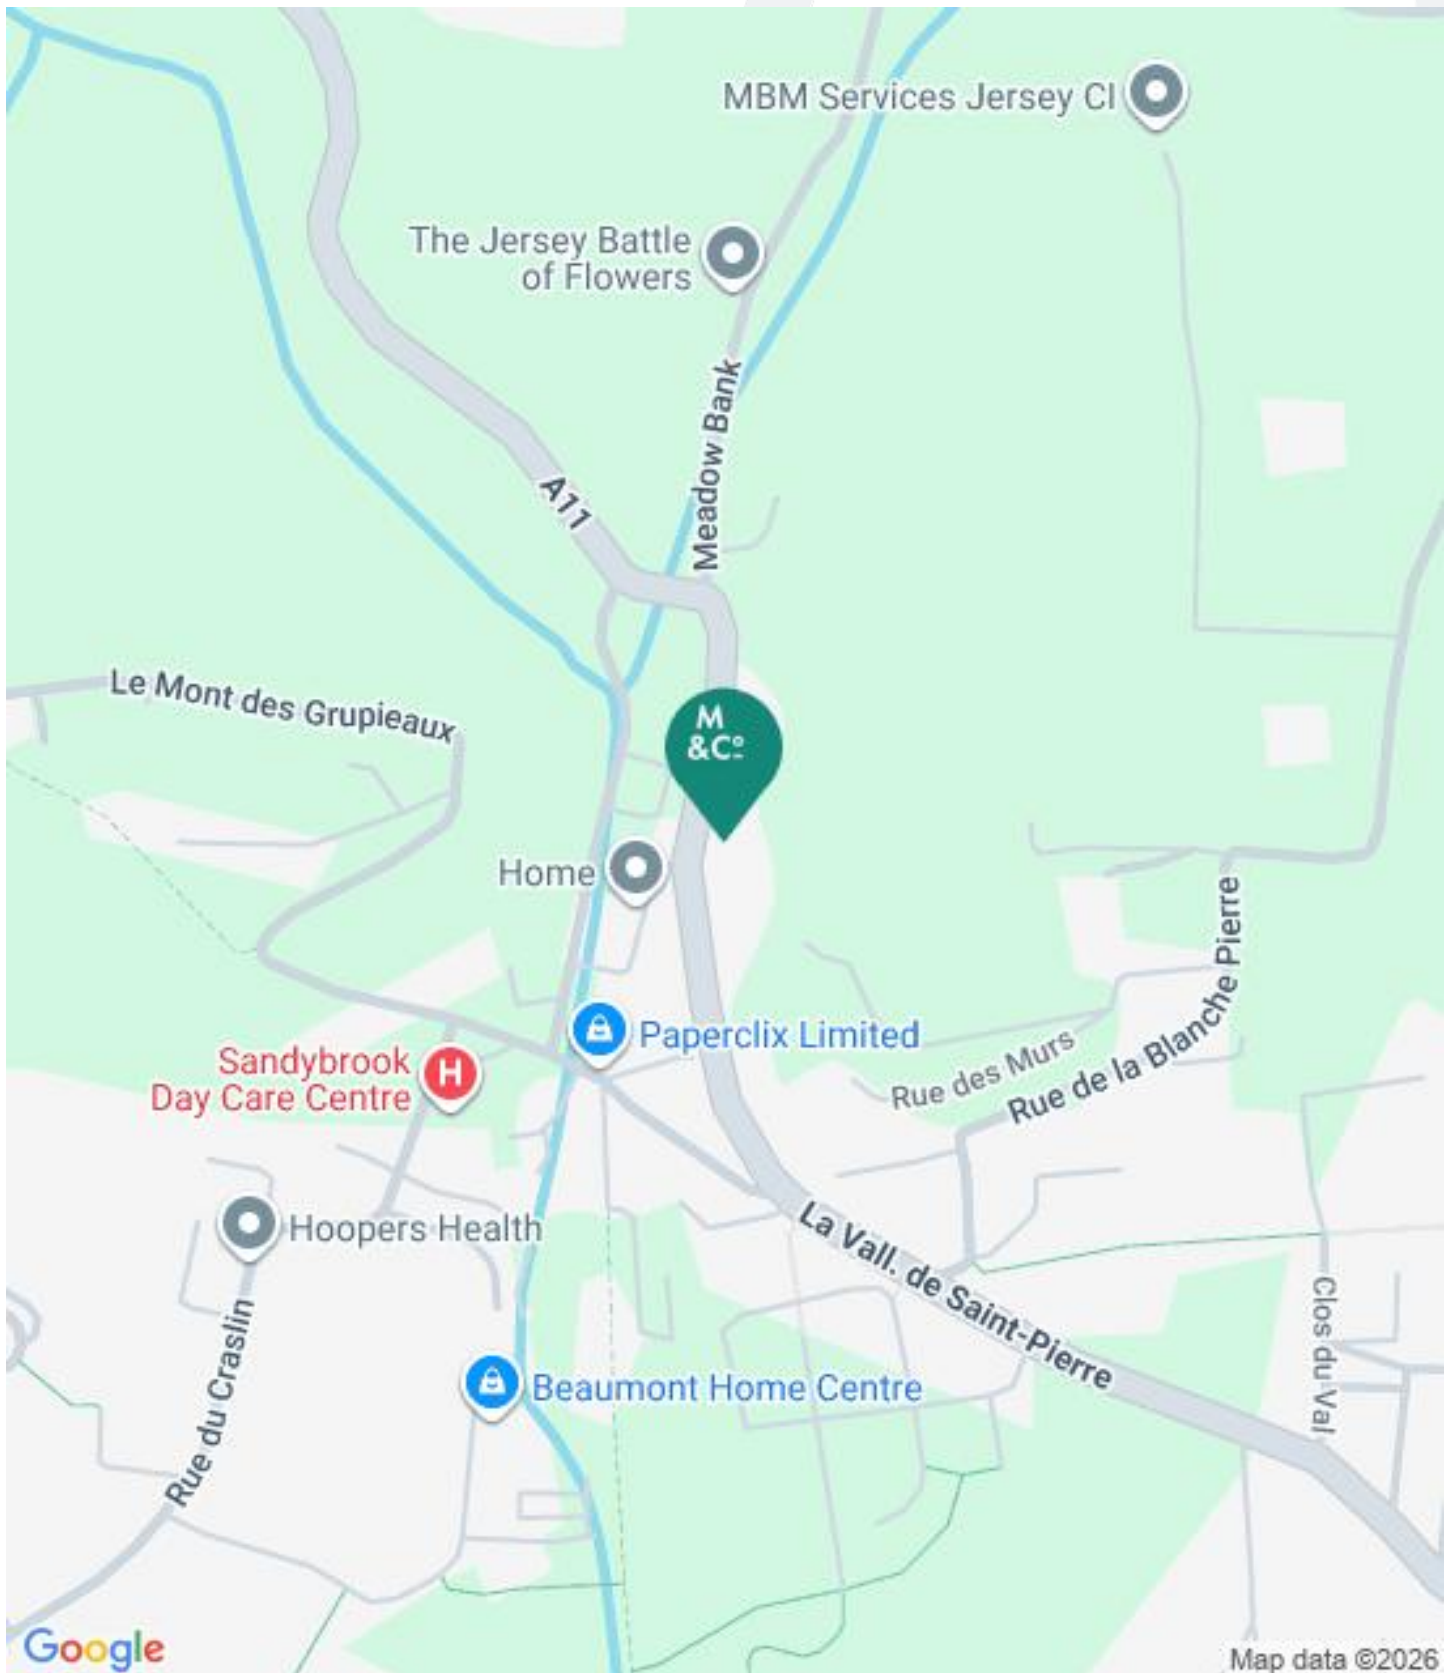 MBM Services Jersey CI
The Jersey Battle
of Flowers
Meadow Bank
A11
Le Mont des Grupieaux
M
&Cº
Home
Rue de la Blanche Pierre
Paperclix Limited
Sandybrook
Day Care Centre
H
Rue des Murs
Hoopers Health
La Vall. de Saint-Pierre
Clos du Val
Rue du Craslin
Beaumont Home Centre
Google
Map data ©2026